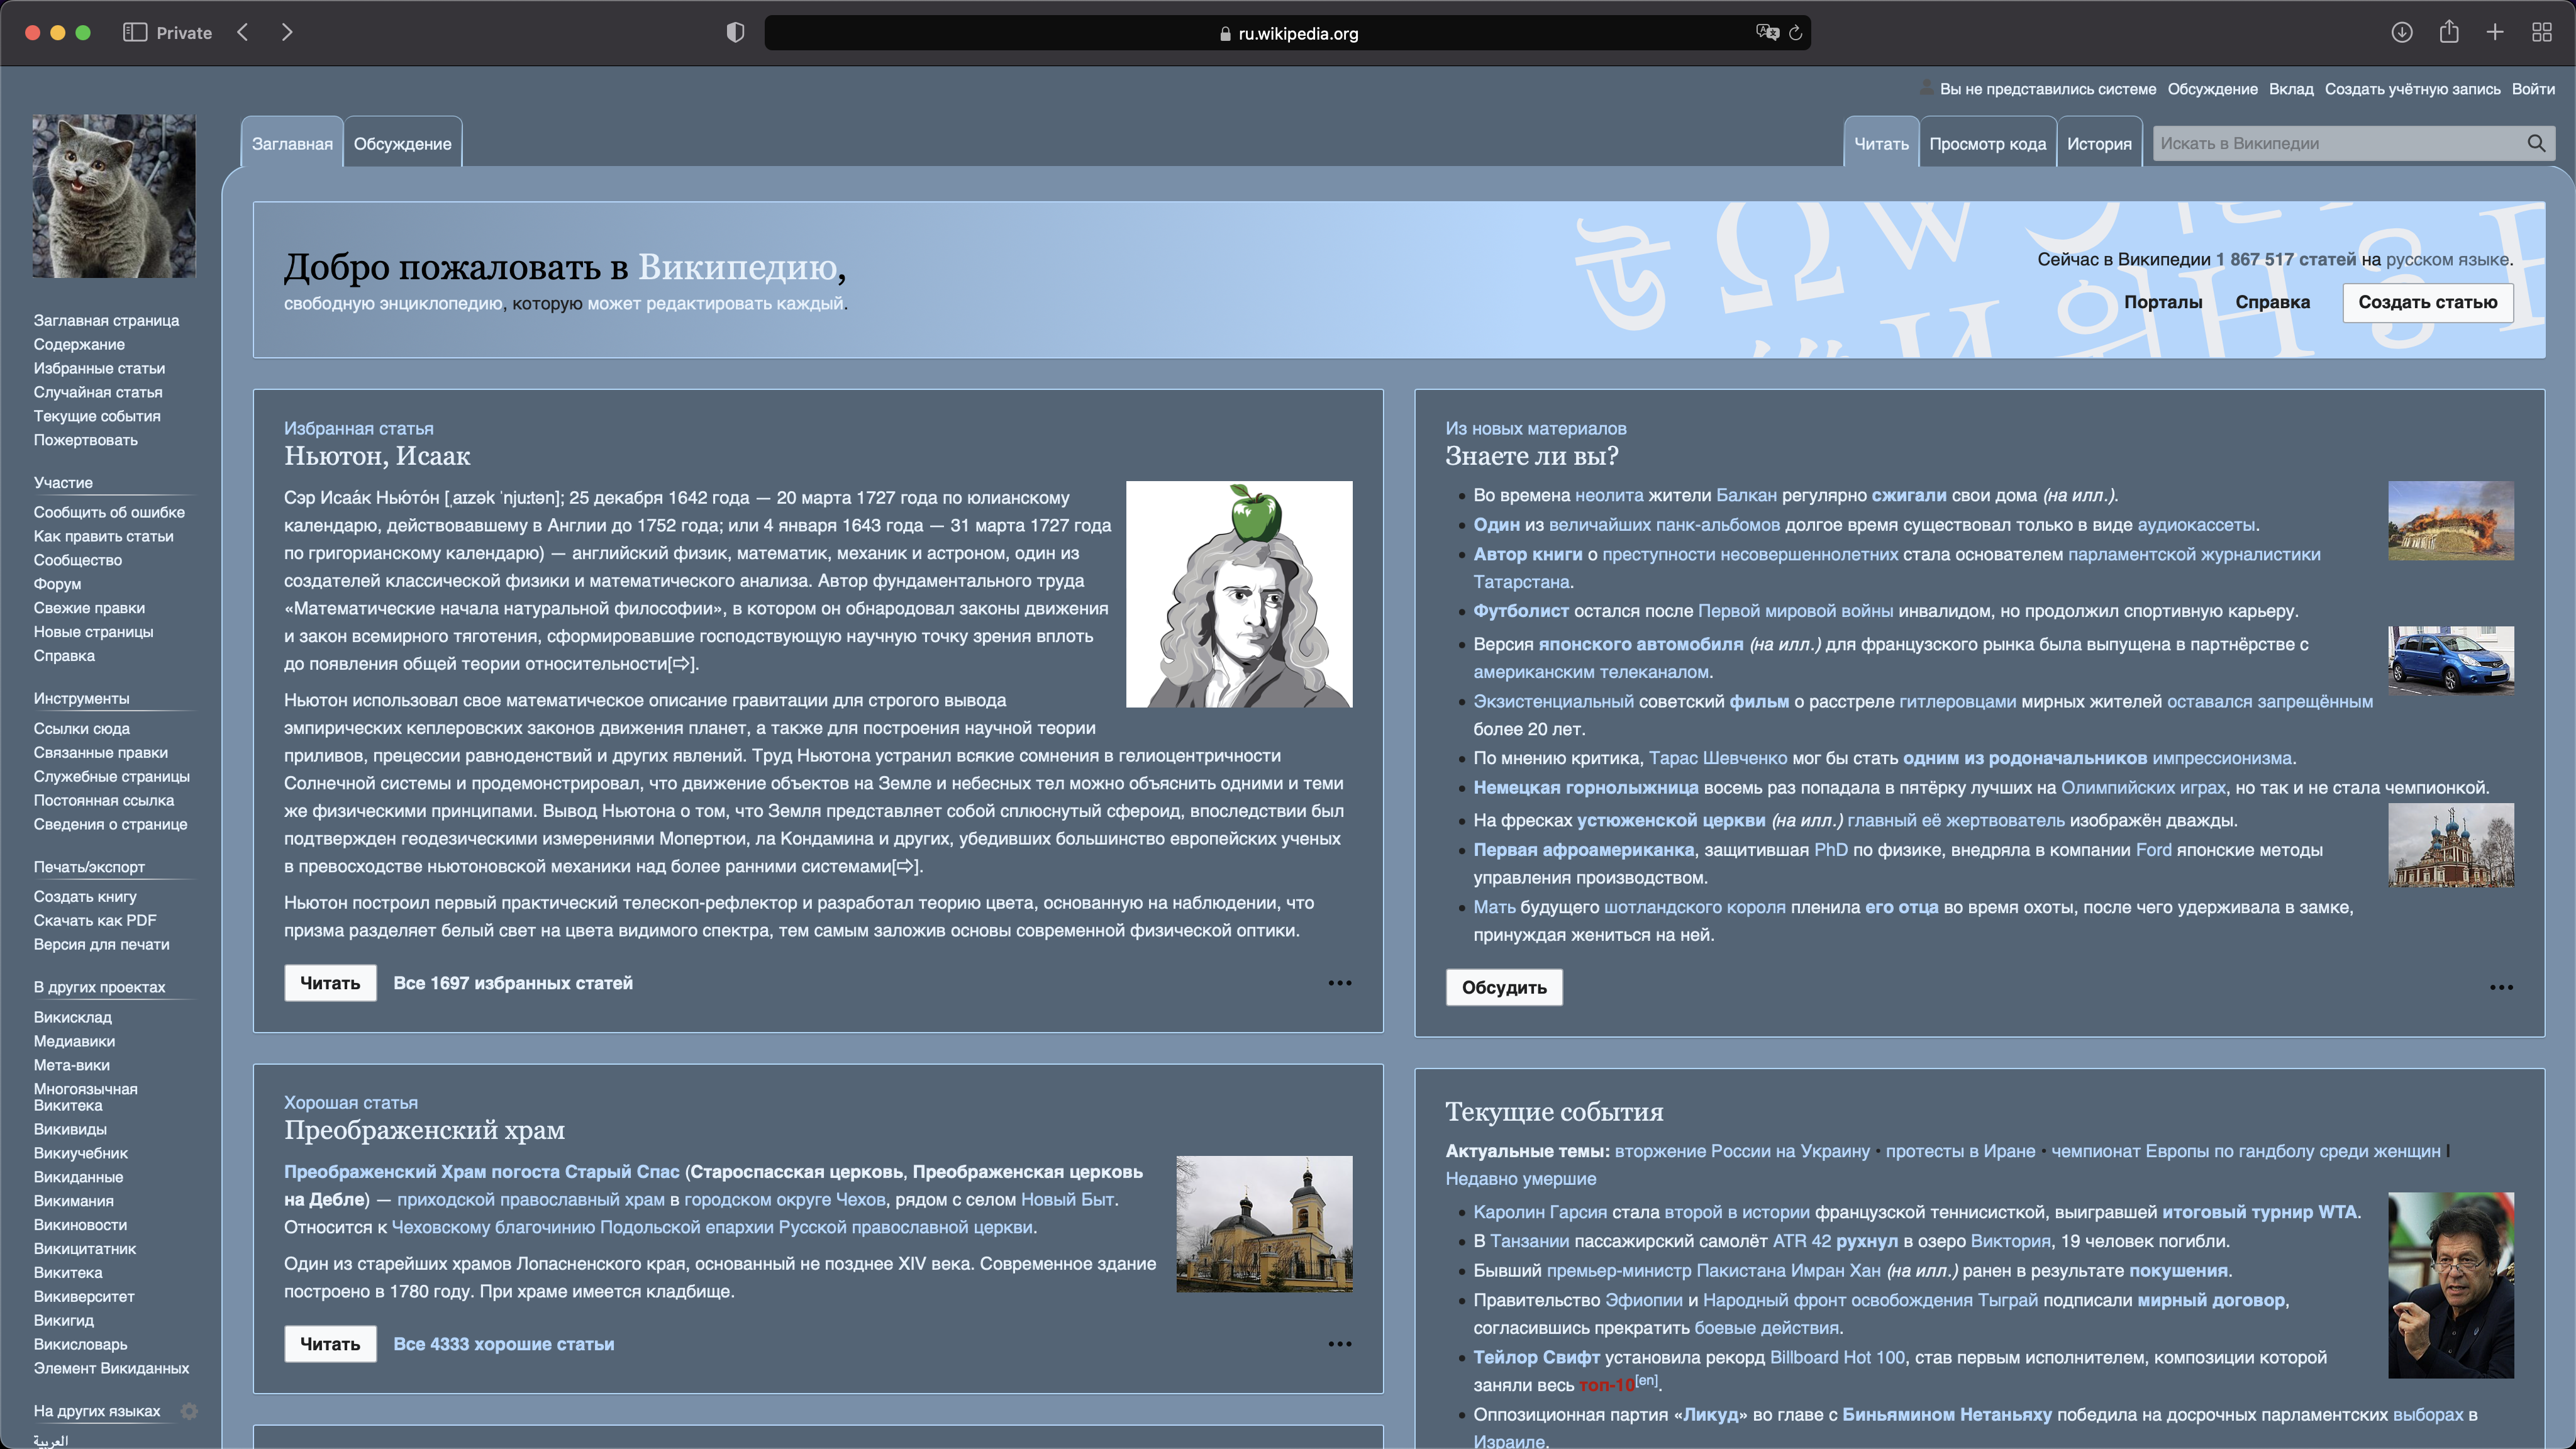 Private
ru.wikipedia.org
Вы не представились системе Обсуждение Вклад Создать учётную запись Войти
Заглавная Обсуждение
Читать Просмотр кода История
Искать в Википедии
Заглавная страница
Содержание
Избранные статьи
Случайная статья
Текущие события
Пожертвовать
Участие
Сообщить об ошибке
Как править статьи
Сообщество
Форум
Свежие правки
Новые страницы
Справка
Инструменты
Ссылки сюда
Связанные правки
Служебные страницы
Постоянная ссылка
Сведения о странице
Печать/экспорт
Создать книгу
Скачать как PDF
Версия для печати
В других проектах
Викисклад
Медиавики
Мета-вики
Многоязычная
Викитека
Викивиды
Викиучебник
Викиданные
Викимания
Викиновости
Викицитатник
Викитека
Викиверситет
Викигид
Викисловарь
Элемент Викиданных
На других языках
العربية
Добро пожаловать в Википедию,
свободную энциклопедию, которую может редактировать каждый.
Сейчас в Википедии 1 867 517 статей на русском языке.
Порталы Справка Создать статью
Избранная статья
Ньютон, Исаак
Сэр Исаа́к Нью́то́н [ˌaɪzək ˈnjuːtən]; 25 декабря 1642 года — 20 марта 1727 года по юлианскому
календарю, действовавшему в Англии до 1752 года; или 4 января 1643 года — 31 марта 1727 года
по григорианскому календарю) — английский физик, математик, механик и астроном, один из
создателей классической физики и математического анализа. Автор фундаментального труда
«Математические начала натуральной философии», в котором он обнародовал законы движения
и закон всемирного тяготения, сформировавшие господствующую научную точку зрения вплоть
до появления общей теории относительности[⇨].
Ньютон использовал свое математическое описание гравитации для строгого вывода
эмпирических кеплеровских законов движения планет, а также для построения научной теории
приливов, прецессии равноденствий и других явлений. Труд Ньютона устранил всякие сомнения в гелиоцентричности
Солнечной системы и продемонстрировал, что движение объектов на Земле и небесных тел можно объяснить одними и теми
же физическими принципами. Вывод Ньютона о том, что Земля представляет собой сплюснутый сфероид, впоследствии был
подтвержден геодезическими измерениями Мопертюи, ла Кондамина и других, убедивших большинство европейских ученых
в превосходстве ньютоновской механики над более ранними системами[⇨].
Ньютон построил первый практический телескоп-рефлектор и разработал теорию цвета, основанную на наблюдении, что
призма разделяет белый свет на цвета видимого спектра, тем самым заложив основы современной физической оптики.
Читать Все 1697 избранных статей
Хорошая статья
Преображенский храм
Преображенский Храм погоста Старый Спас (Староспасская церковь, Преображенская церковь
на Дебле) — приходской православный храм в городском округе Чехов, рядом с селом Новый Быт.
Относится к Чеховскому благочинию Подольской епархии Русской православной церкви.
Один из старейших храмов Лопасненского края, основанный не позднее XIV века. Современное здание
построено в 1780 году. При храме имеется кладбище.
Читать Все 4333 хорошие статьи
Из новых материалов
Знаете ли вы?
• Во времена неолита жители Балкан регулярно сжигали свои дома (на илл.).
• Один из величайших панк-альбомов долгое время существовал только в виде аудиокассеты.
• Автор книги о преступности несовершеннолетних стала основателем парламентской журналистики
Татарстана.
• Футболист остался после Первой мировой войны инвалидом, но продолжил спортивную карьеру.
• Версия японского автомобиля (на илл.) для французского рынка была выпущена в партнёрстве с
американским телеканалом.
• Экзистенциальный советский фильм о расстреле гитлеровцами мирных жителей оставался запрещённым
более 20 лет.
• По мнению критика, Тарас Шевченко мог бы стать одним из родоначальников импрессионизма.
• Немецкая горнолыжница восемь раз попадала в пятёрку лучших на Олимпийских играх, но так и не стала чемпионкой.
• На фресках устюженской церкви (на илл.) главный её жертвователь изображён дважды.
• Первая афроамериканка, защитившая PhD по физике, внедряла в компании Ford японские методы
управления производством.
• Мать будущего шотландского короля пленила его отца во время охоты, после чего удерживала в замке,
принуждая жениться на ней.
Обсудить
Текущие события
Актуальные темы: вторжение России на Украину • протесты в Иране • чемпионат Европы по гандболу среди женщин |
Недавно умершие
• Каролин Гарсия стала второй в истории французской теннисисткой, выигравшей итоговый турнир WTA.
• В Танзании пассажирский самолёт ATR 42 рухнул в озеро Виктория, 19 человек погибли.
• Бывший премьер-министр Пакистана Имран Хан (на илл.) ранен в результате покушения.
• Правительство Эфиопии и Народный фронт освобождения Тыграй подписали мирный договор,
согласившись прекратить боевые действия.
• Тейлор Свифт установила рекорд Billboard Hot 100, став первым исполнителем, композиции которой
заняли весь топ-10[en].
• Оппозиционная партия «Ликуд» во главе с Биньямином Нетаньяху победила на досрочных парламентских выборах в
Израиле.